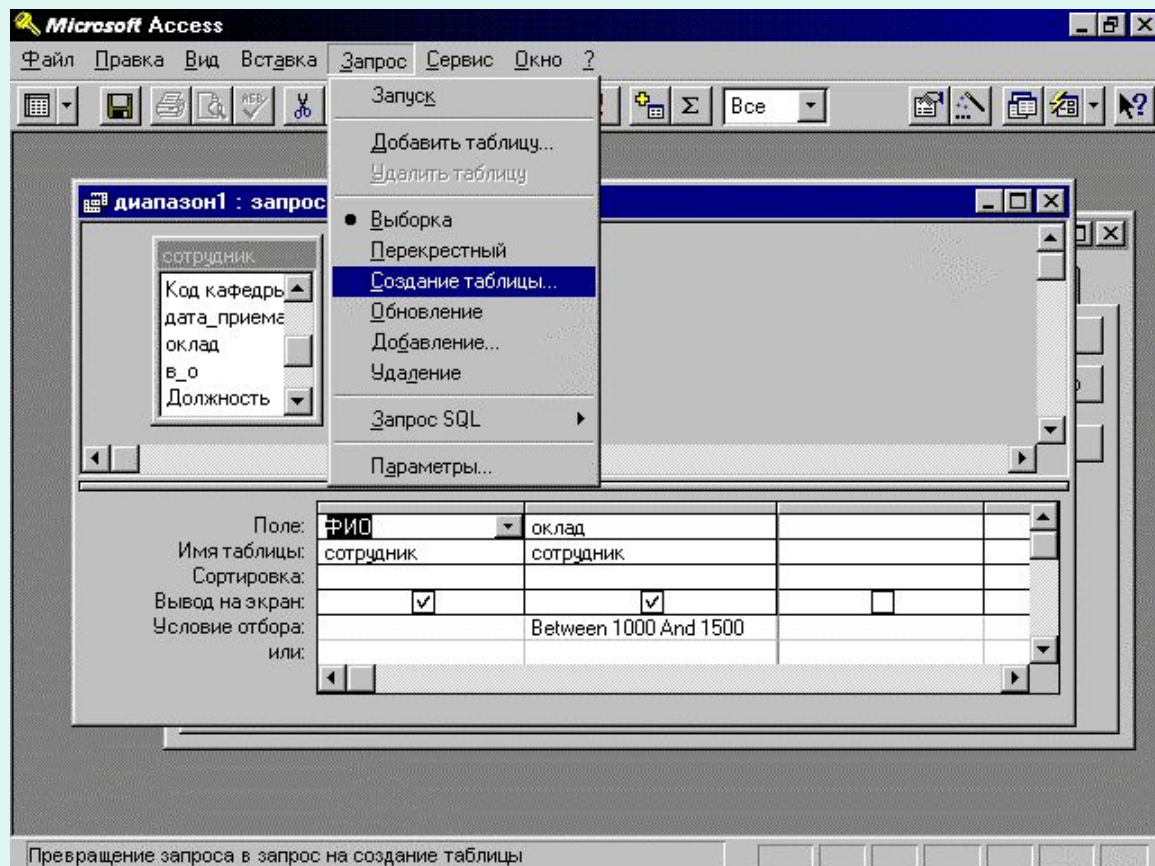 Microsoft Access
Файл Правка Вид Вставка Запрос Сервис Окно ?
Запуск
Все
Добавить таблицу...
Удалить таблицу
диапазон1 : запрос
Выборка
Перекрестный
Создание таблицы...
Обновление
Добавление...
Удаление
Запрос SQL
Параметры...
сотрудник
Код кафедры
дата_приема
оклад
в_о
Должность
Поле: ФИО оклад
Имя таблицы: сотрудник сотрудник
Сортировка:
Вывод на экран:
Условие отбора: Between 1000 And 1500
или:
Превращение запроса в запрос на создание таблицы